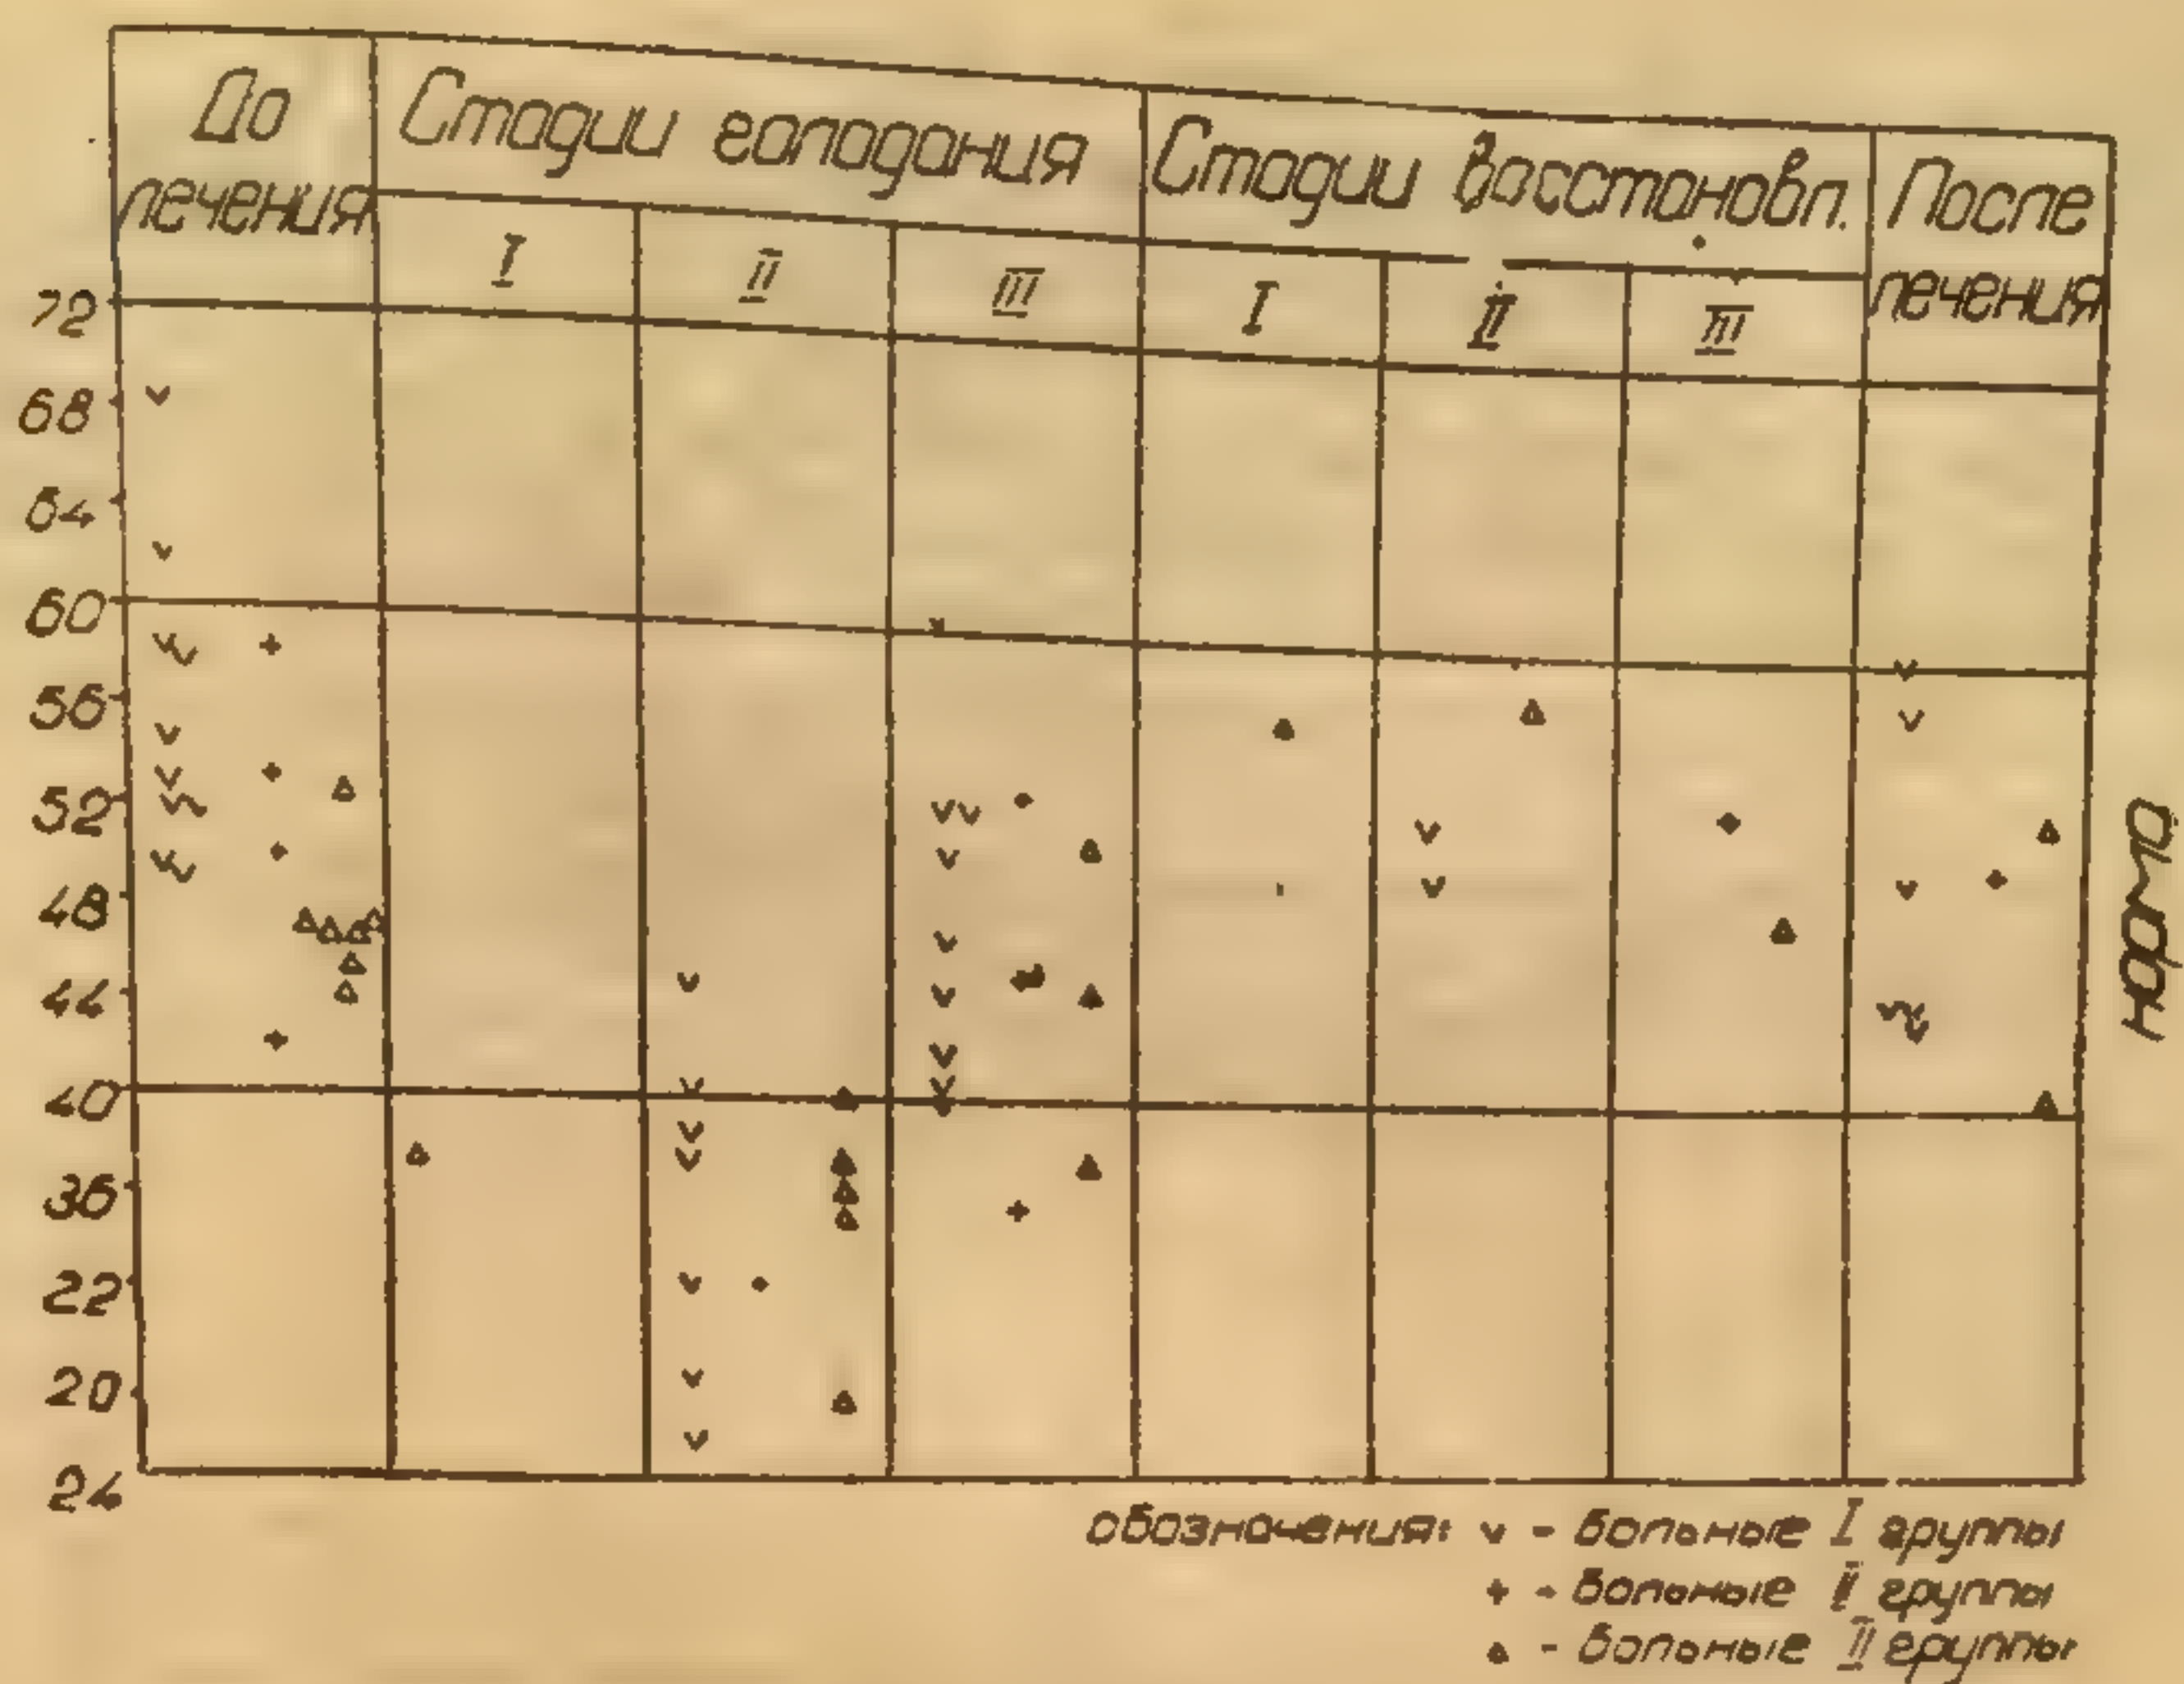 До
лечения
Стадии голодания
Стадии восстановл.
После
лечения
I
II
III
I
II
III
72
68
64
60
56
52
48
44
40
36
22
20
24
норма
обозначения: v - больные I группы
+ - больные II группы
▵ - больные II группы